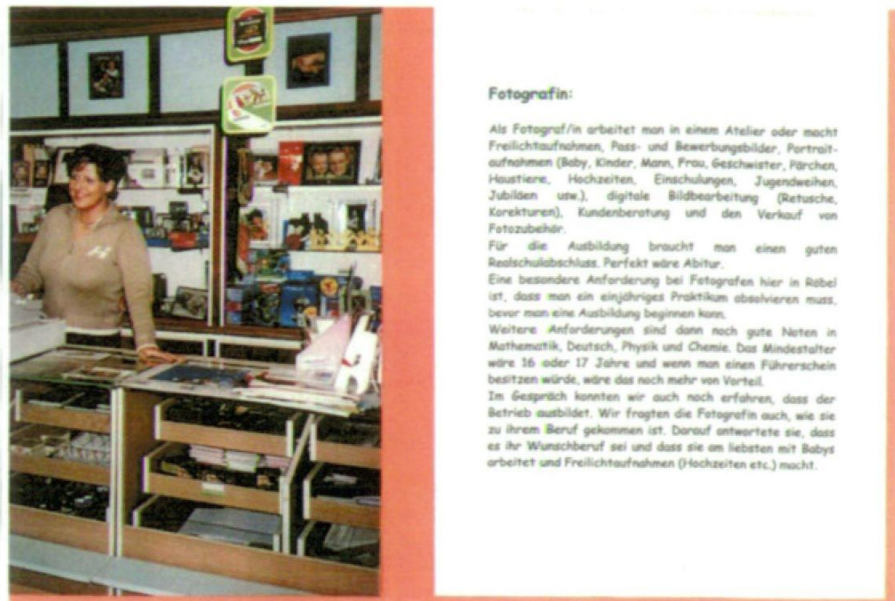 Fotografin:
Als Fotograf/in arbeitet man in einem Atelier oder macht
Freilichtaufnahmen, Pass- und Bewerbungsbilder, Portrait-
aufnahmen (Baby, Kinder, Mann, Frau, Geschwister, Pärchen,
Haustiere, Hochzeiten, Einschulungen, Jugendweihen,
Jubiläen usw.), digitale Bildbearbeitung (Retusche,
Korekturen), Kundenberatung und den Verkauf von
Fotozubehör.
Für die Ausbildung braucht man einen guten
Realschulabschluss. Perfekt wäre Abitur.
Eine besondere Anforderung bei Fotografen hier in Röbel
ist, dass man ein einjähriges Praktikum absolvieren muss,
bevor man eine Ausbildung beginnen kann.
Weitere Anforderungen sind dann noch gute Noten in
Mathematik, Deutsch, Physik und Chemie. Das Mindestalter
wäre 16 oder 17 Jahre und wenn man einen Führerschein
besitzen würde, wäre das noch mehr von Vorteil.
Im Gespräch konnten wir auch noch erfahren, dass der
Betrieb ausbildet. Wir fragten die Fotografin auch, wie sie
zu ihrem Beruf gekommen ist. Darauf antwortete sie, dass
es ihr Wunschberuf sei und dass sie am liebsten mit Babys
arbeitet und Freilichtaufnahmen (Hochzeiten etc.) macht.